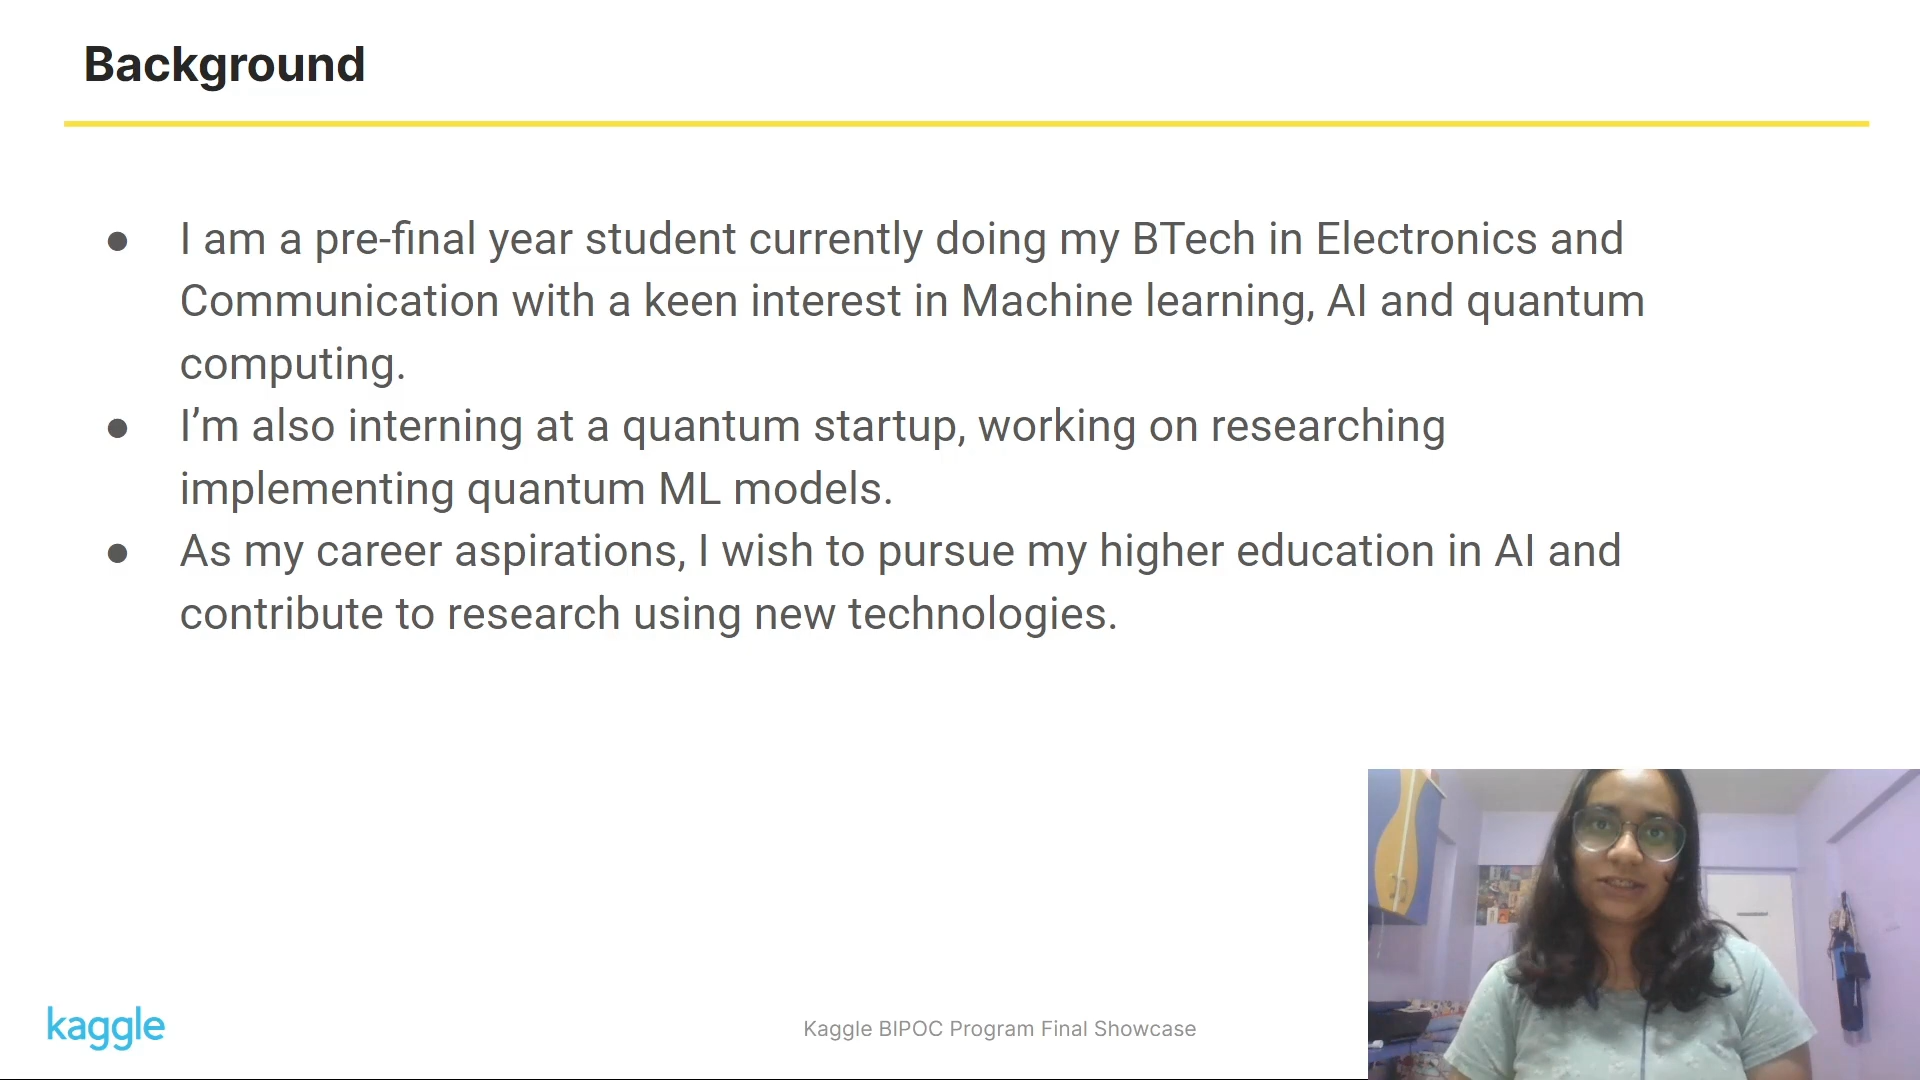 Background
● I am a pre-final year student currently doing my BTech in Electronics and
Communication with a keen interest in Machine learning, AI and quantum
computing.
● I’m also interning at a quantum startup, working on researching
implementing quantum ML models.
● As my career aspirations, I wish to pursue my higher education in AI and
contribute to research using new technologies.
kaggle
Kaggle BIPOC Program Final Showcase